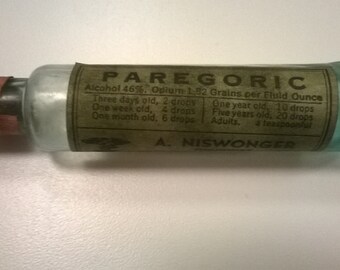 PAREGORIC
Alcohol 46%. Opium 1.82 Grains per Fluid Ounce
Three days old, 2 drops
One week old, 4 drops
One month old, 6 drops
One year old, 10 drops
Five years old, 20 drops
Adults, teaspoonful
A. NISWONGER